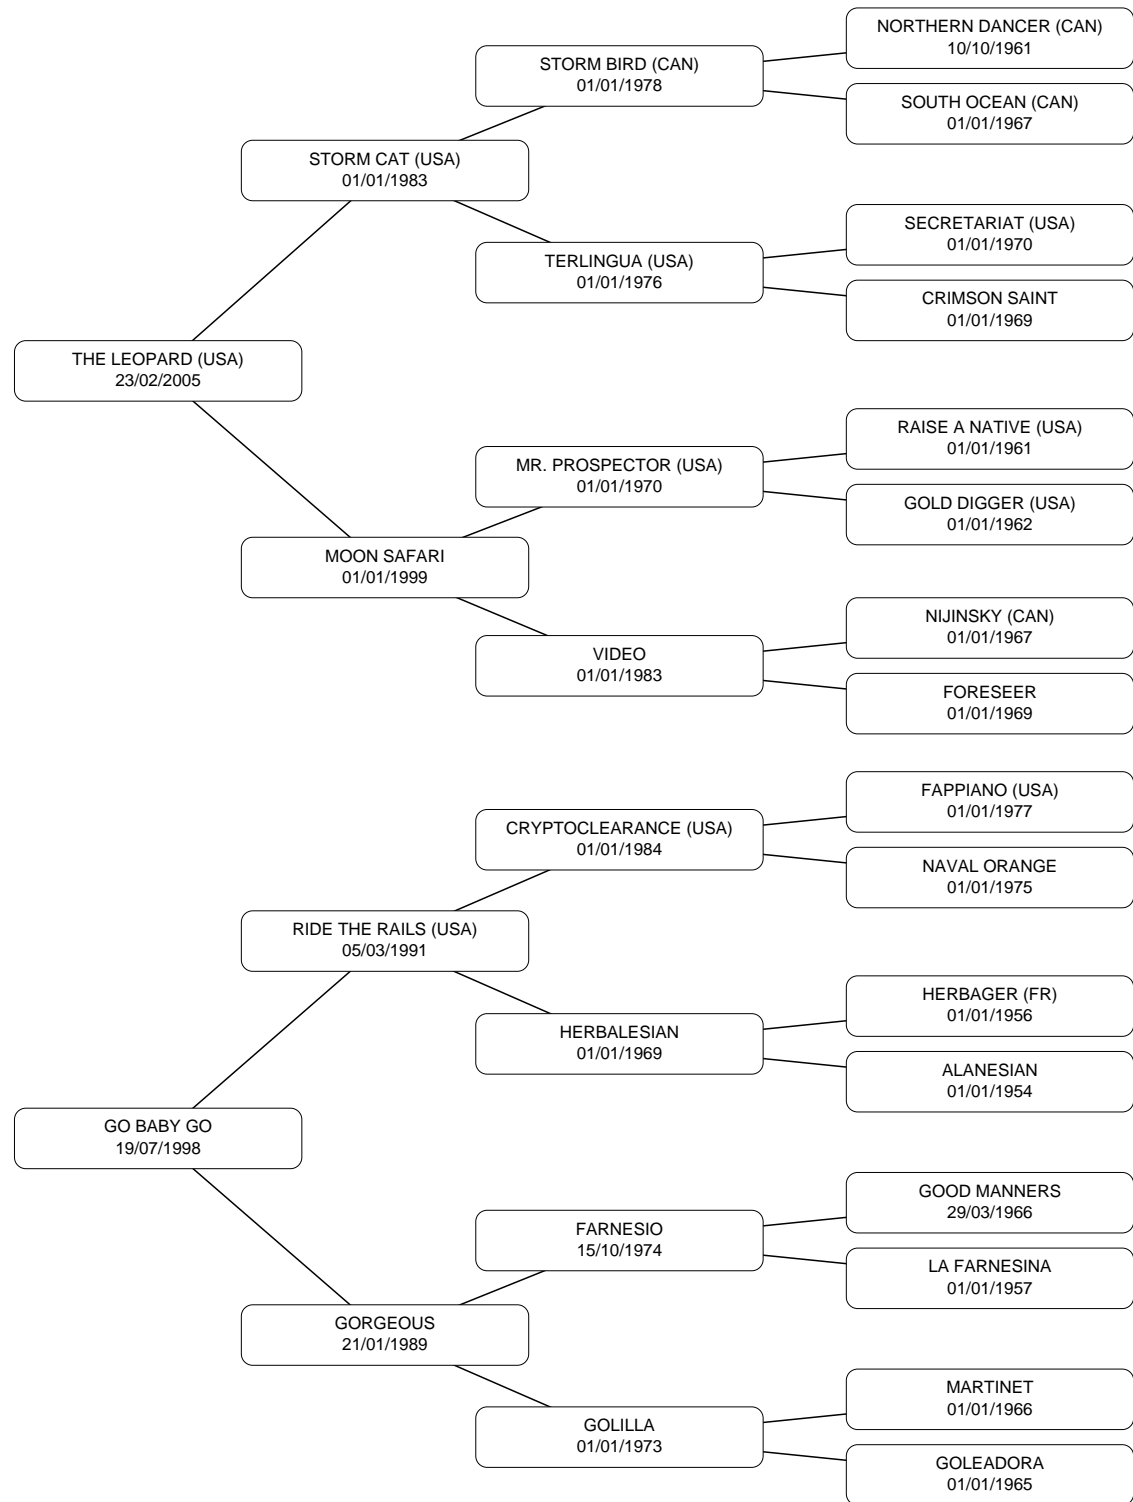 NORTHERN DANCER (CAN)
10/10/1961
STORM BIRD (CAN)
01/01/1978
SOUTH OCEAN (CAN)
01/01/1967
STORM CAT (USA)
01/01/1983
SECRETARIAT (USA)
01/01/1970
TERLINGUA (USA)
01/01/1976
CRIMSON SAINT
01/01/1969
THE LEOPARD (USA)
23/02/2005
RAISE A NATIVE (USA)
01/01/1961
MR. PROSPECTOR (USA)
01/01/1970
GOLD DIGGER (USA)
01/01/1962
MOON SAFARI
01/01/1999
NIJINSKY (CAN)
01/01/1967
VIDEO
01/01/1983
FORESEER
01/01/1969
FAPPIANO (USA)
01/01/1977
CRYPTOCLEARANCE (USA)
01/01/1984
NAVAL ORANGE
01/01/1975
RIDE THE RAILS (USA)
05/03/1991
HERBAGER (FR)
01/01/1956
HERBALESIAN
01/01/1969
ALANESIAN
01/01/1954
GO BABY GO
19/07/1998
GOOD MANNERS
29/03/1966
FARNESIO
15/10/1974
LA FARNESINA
01/01/1957
GORGEOUS
21/01/1989
MARTINET
01/01/1966
GOLILLA
01/01/1973
GOLEADORA
01/01/1965